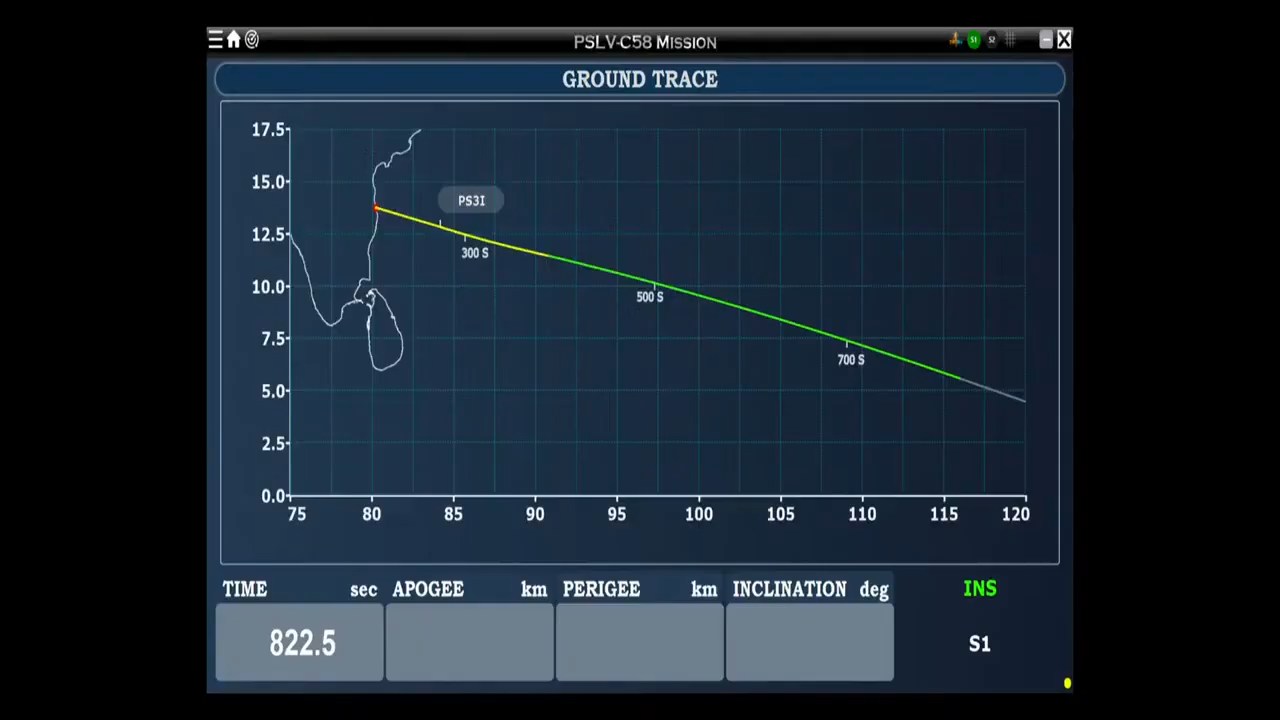 PSLV-C58 Mission
S1 S2
GROUND TRACE
17.5
15.0
12.5
10.0
7.5
5.0
2.5
0.0
PS3I
300 S
500 S
700 S
75 80 85 90 95 100 105 110 115 120
TIME sec APOGEE km PERIGEE km INCLINATION deg INS
822.5 S1